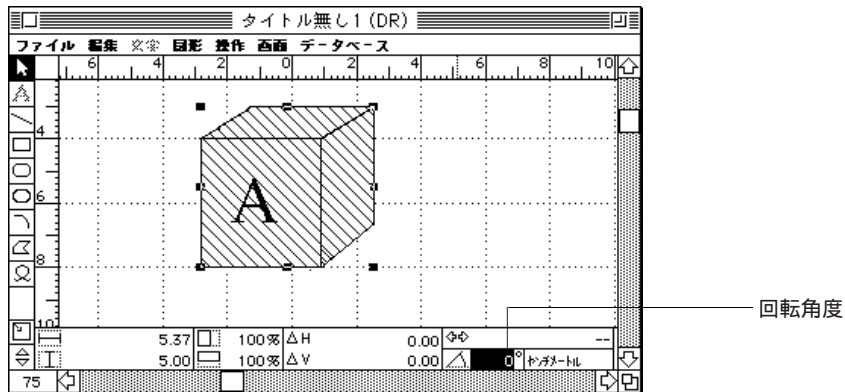 タイトル無し1 (DR)
ファイル 編集 文字 図形 操作 画面 データベース
6 4 2 0 2 4 6 8 10
4
6
8
10
A
A
回転角度
5.37 100% ΔH 0.00 --
5.00 100% ΔV 0.00 0° センチメートル
75